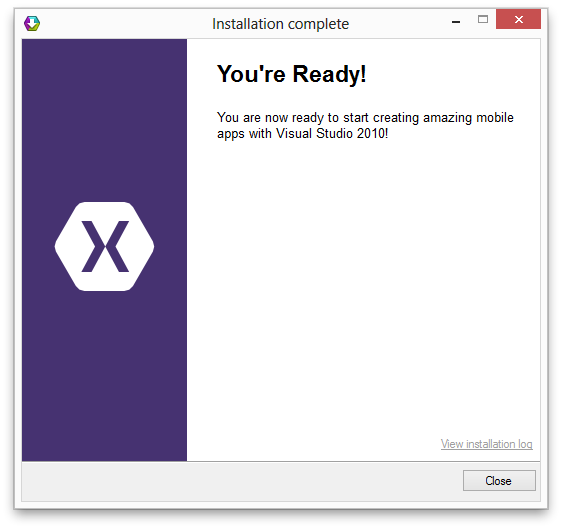 Installation complete
You're Ready!
You are now ready to start creating amazing mobile
apps with Visual Studio 2010!
View installation log
Close